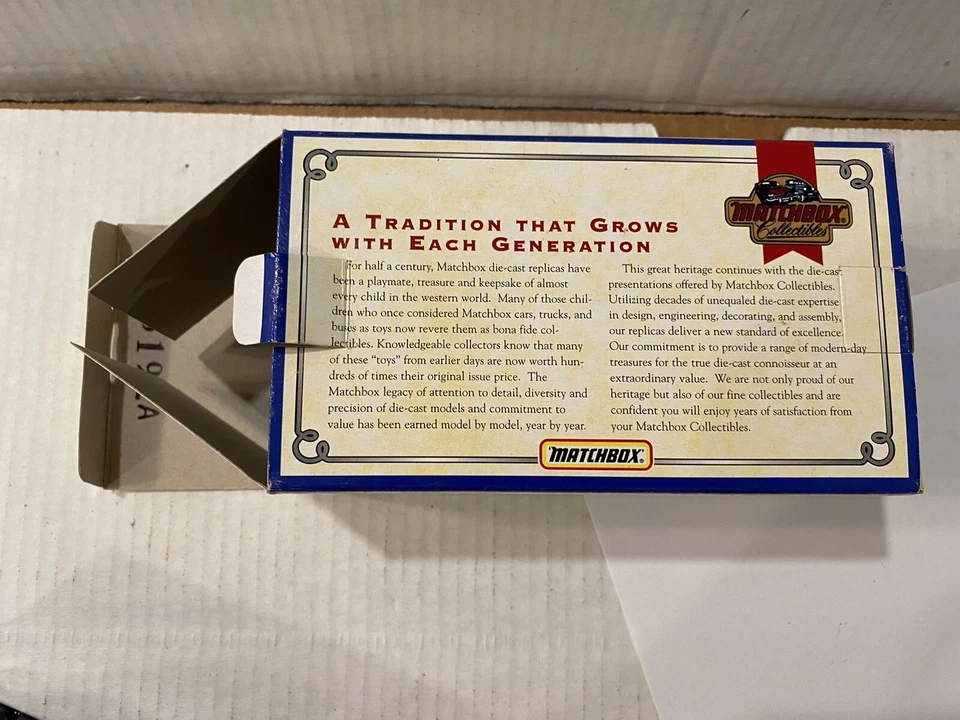 A Tradition that Grows
with Each Generation
For half a century, Matchbox die-cast replicas have
been a playmate, treasure and keepsake of almost
every child in the western world. Many of those chil-
dren who once considered Matchbox cars, trucks, and
buses as toys now revere them as bona fide col-
lectibles. Knowledgeable collectors know that many
of these “toys” from earlier days are now worth hun-
dreds of times their original issue price. The
Matchbox legacy of attention to detail, diversity and
precision of die-cast models and commitment to
value has been earned model by model, year by year.
This great heritage continues with the die-cast
presentations offered by Matchbox Collectibles.
Utilizing decades of unequaled die-cast expertise
in design, engineering, decorating, and assembly,
our replicas deliver a new standard of excellence.
Our commitment to provide a range of modern-day
treasures for the true die-cast connoisseur at an
extraordinary value. We are not only proud of our
heritage but also of our fine collectibles and are
confident you will enjoy years of satisfaction from
your Matchbox Collectibles.
MATCHBOX®
Collectibles
"MATCHBOX"®